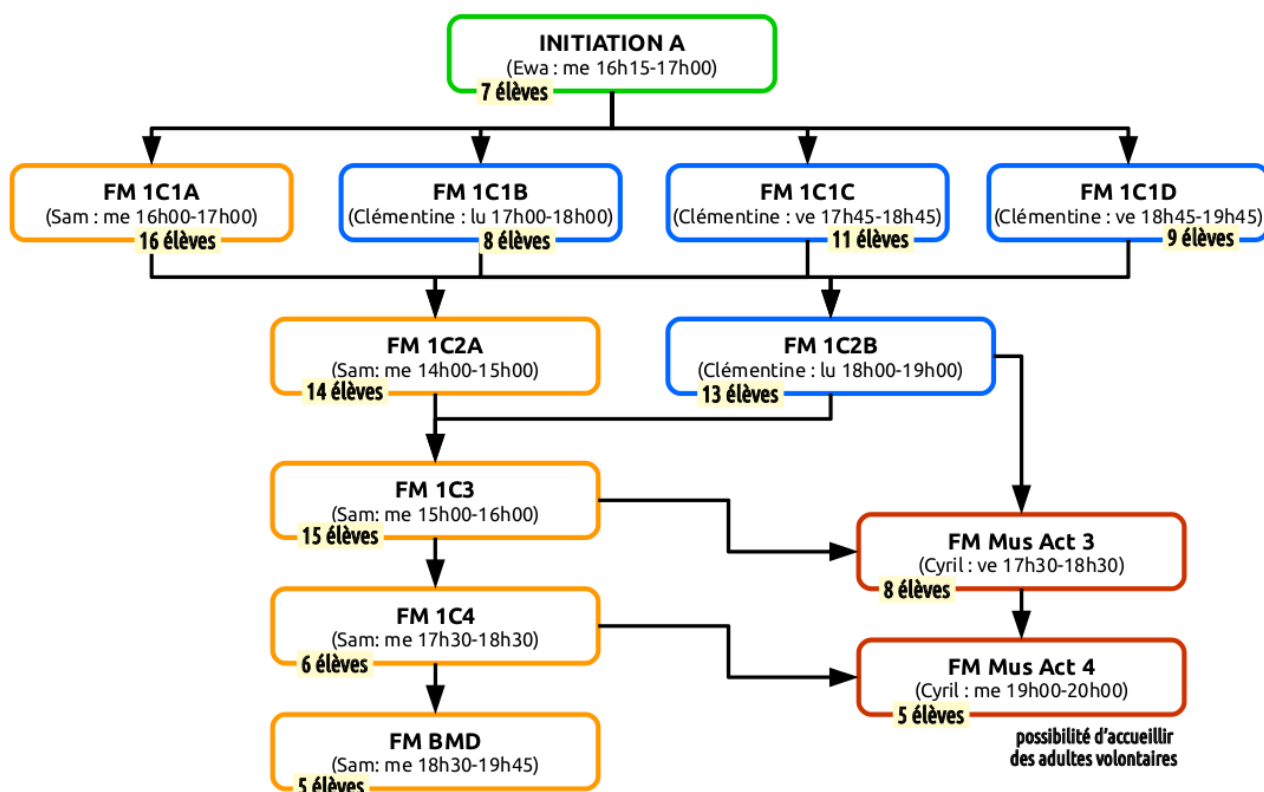 INITIATION A
(Ewa : me 16h15-17h00)
7 élèves
FM 1C1A
(Sam : me 16h00-17h00)
16 élèves
FM 1C1B
(Clémentine : lu 17h00-18h00)
8 élèves
FM 1C1C
(Clémentine : ve 17h45-18h45)
11 élèves
FM 1C1D
(Clémentine : ve 18h45-19h45)
9 élèves
FM 1C2A
(Sam: me 14h00-15h00)
14 élèves
FM 1C2B
(Clémentine : lu 18h00-19h00)
13 élèves
FM 1C3
(Sam: me 15h00-16h00)
15 élèves
FM Mus Act 3
(Cyril : ve 17h30-18h30)
8 élèves
FM 1C4
(Sam: me 17h30-18h30)
6 élèves
FM Mus Act 4
(Cyril : me 19h00-20h00)
5 élèves
possibilité d'accueillir
des adultes volontaires
FM BMD
(Sam: me 18h30-19h45)
5 élèves